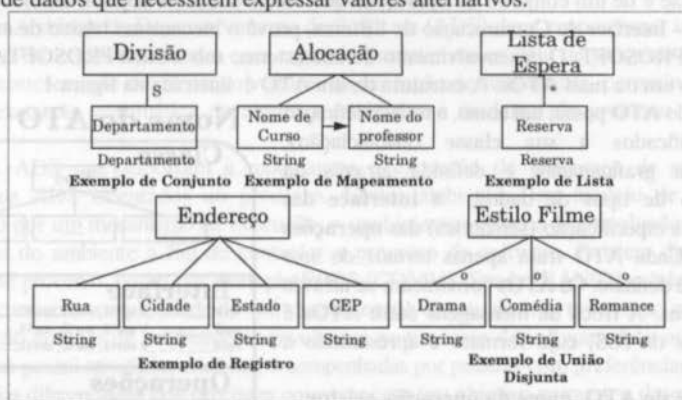 de dados que necessitem expressar valores alternativos.
Divisão
s
Departamento
Departamento
Exemplo de Conjunto
Alocação
Nome de Curso
Nome do professor
String String
Exemplo de Mapeamento
Lista de
Espera
*
Reserva
Reserva
Exemplo de Lista
Endereço
Rua Estado CEP
String String String String
Exemplo de Registro
Estilo Filme
o o o
Drama Comédia Romance
String String String
Exemplo de União
Disjunta